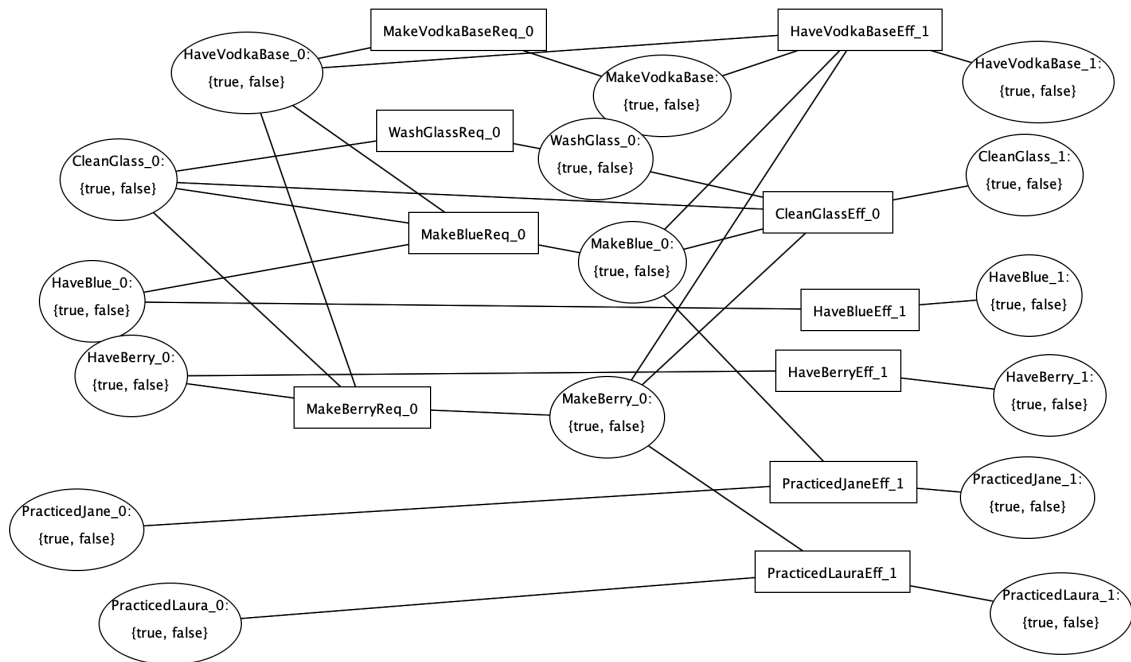 MakeVodkaBaseReq_0
HaveVodkaBaseEff_1
HaveVodkaBase_0:
{true, false}
HaveVodkaBase_1:
{true, false}
MakeVodkaBase:
{true, false}
WashGlassReq_0
WashGlass_0:
{true, false}
CleanGlass_0:
{true, false}
CleanGlass_1:
{true, false}
CleanGlassEff_0
MakeBlueReq_0
MakeBlue_0:
{true, false}
HaveBlue_0:
{true, false}
HaveBlue_1:
{true, false}
HaveBlueEff_1
HaveBerry_0:
{true, false}
HaveBerryEff_1
HaveBerry_1:
{true, false}
MakeBerryReq_0
MakeBerry_0:
{true, false}
PracticedJaneEff_1
PracticedJane_1:
{true, false}
PracticedJane_0:
{true, false}
PracticedLauraEff_1
PracticedLaura_0:
{true, false}
PracticedLaura_1:
{true, false}